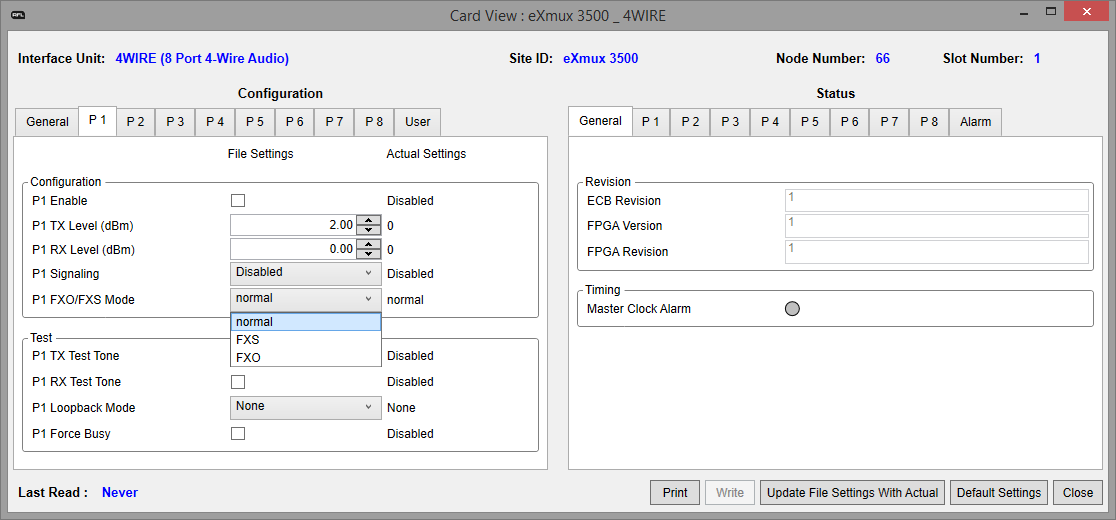 AFL
Card View : eXmux 3500 _ 4WIRE
Interface Unit: 4WIRE (8 Port 4-Wire Audio) Site ID: eXmux 3500 Node Number: 66 Slot Number: 1
Configuration
General P 1 P 2 P 3 P 4 P 5 P 6 P 7 P 8 User
File Settings Actual Settings
Configuration
P1 Enable Disabled
P1 TX Level (dBm) 2.00 0
P1 RX Level (dBm) 0.00 0
P1 Signaling Disabled Disabled
P1 FXO/FXS Mode normal normal
normal
FXS
FXO
Test
P1 TX Test Tone Disabled
P1 RX Test Tone Disabled
P1 Loopback Mode None None
P1 Force Busy Disabled
Status
General P 1 P 2 P 3 P 4 P 5 P 6 P 7 P 8 Alarm
Revision
ECB Revision 1
FPGA Version 1
FPGA Revision 1
Timing
Master Clock Alarm
Last Read : Never
Print Write Update File Settings With Actual Default Settings Close